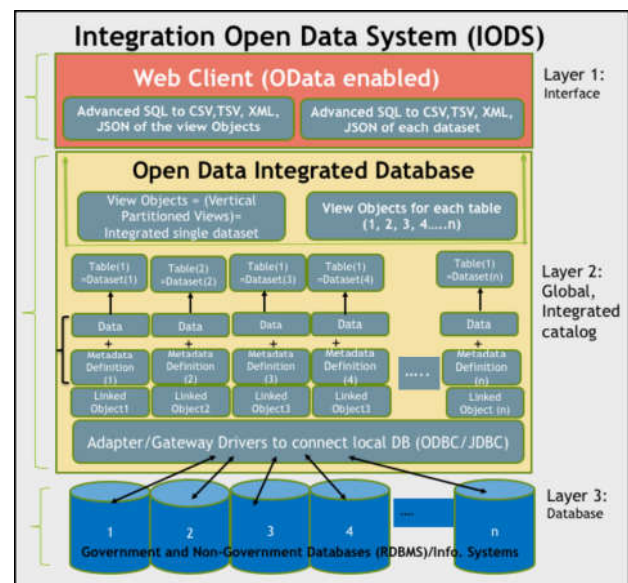 Integration Open Data System (IODS)
Web Client (OData enabled)
Layer 1:
Interface
Advanced SQL to CSV,TSV, XML,
JSON of the view Objects
Advanced SQL to CSV,TSV, XML,
JSON of each dataset
Open Data Integrated Database
View Objects = (Vertical
Partitioned Views)=
Integrated single dataset
View Objects for each table
(1, 2, 3, 4…..n)
Layer 2:
Global,
Integrated
catalog
Table(1)
=Dataset(1)
Table(2)
=Dataset(2)
Table(1)
=Dataset(3)
Table(1)
=Dataset(4)
Table(1)
=Dataset(n)
Data
Data
Data
Data
Data
+
+
+
+
+
Metadata
Definition
(1)
Metadata
Definition
(2)
Metadata
Definition
(3)
Metadata
Definition
(4)
…..
Metadata
Definition
(n)
Linked
Object1
Linked
Object2
Linked
Object3
Linked
Object3
Linked
Object (n)
Adapter/Gateway Drivers to connect local DB (ODBC/JDBC)
Layer 3:
Database
1
2
3
4
….
n
Government and Non-Government Databases (RDBMS)/Info. Systems